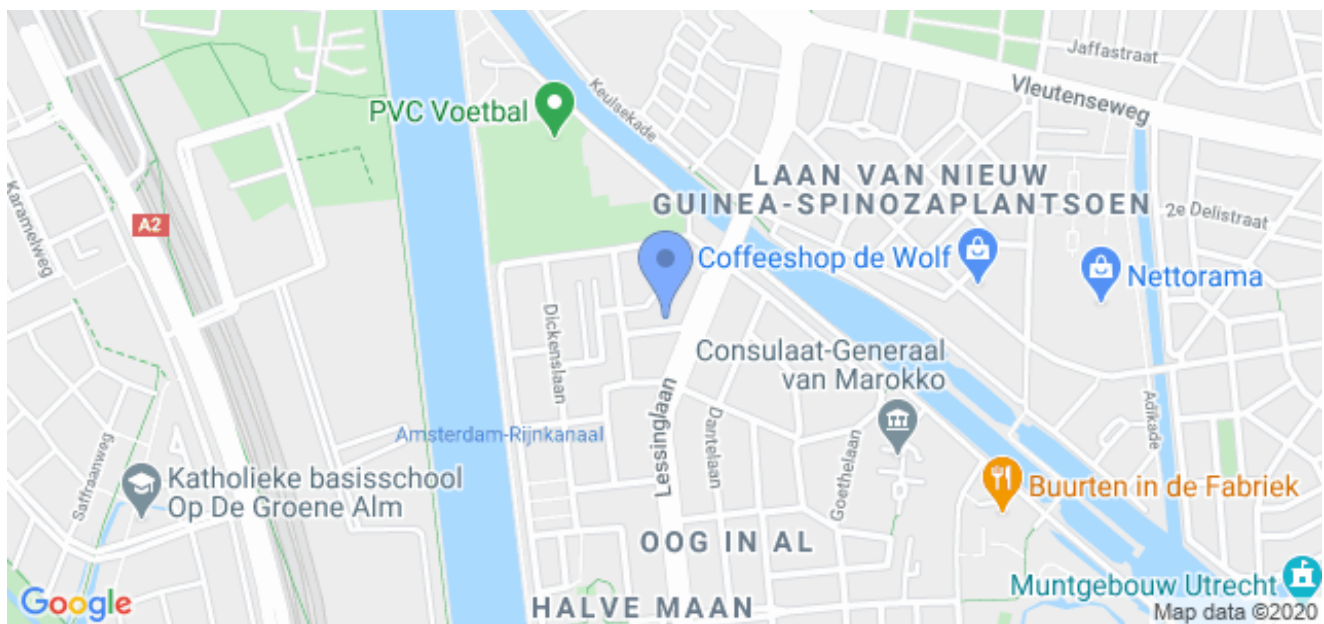 Jaffastraat
Vleutenseweg
PVC Voetbal
Keulsekade
Karamelweg
A2
LAAN VAN NIEUW
GUINEA-SPINOZAPLANTSOEN
2e Delistraat
Coffeeshop de Wolf
Nettorama
Dickenslaan
Consulaat-Generaal
van Marokko
Lessinglaan
Dantelaan
Adikade
Amsterdam-Rijnkanaal
Saffraanweg
Katholieke basisschool
Op De Groene Alm
Goethelaan
Buurten in de Fabriek
OOG IN AL
Muntgebouw Utrecht
HALVE MAAN
Google
Map data ©2020